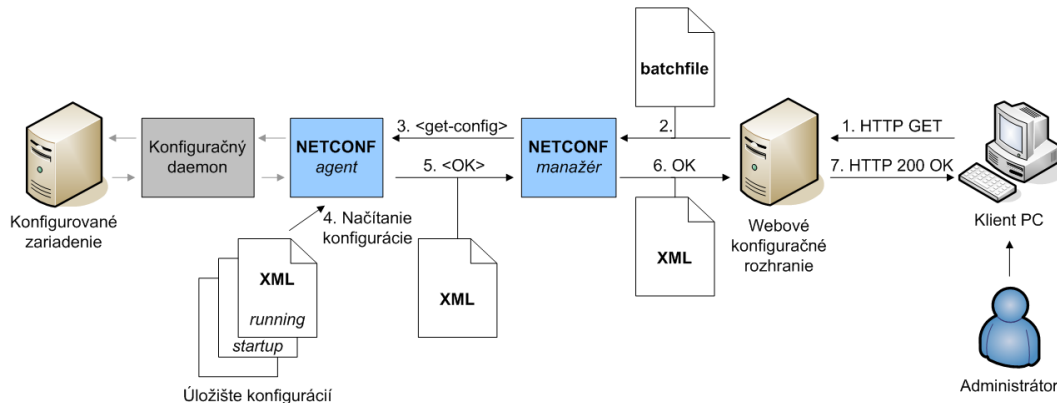 batchfile
Konfiguračný
daemon
NETCONF
agent
3. <get-config>
5. <OK>
NETCONF
manažér
2.
6. OK
1. HTTP GET
7. HTTP 200 OK
Konfigurované
zariadenie
4. Načítanie
konfigurácie
Webové
konfiguračné
rozhranie
Klient PC
XML
running
startup
XML
XML
Úložište konfigurácií
Administrátor